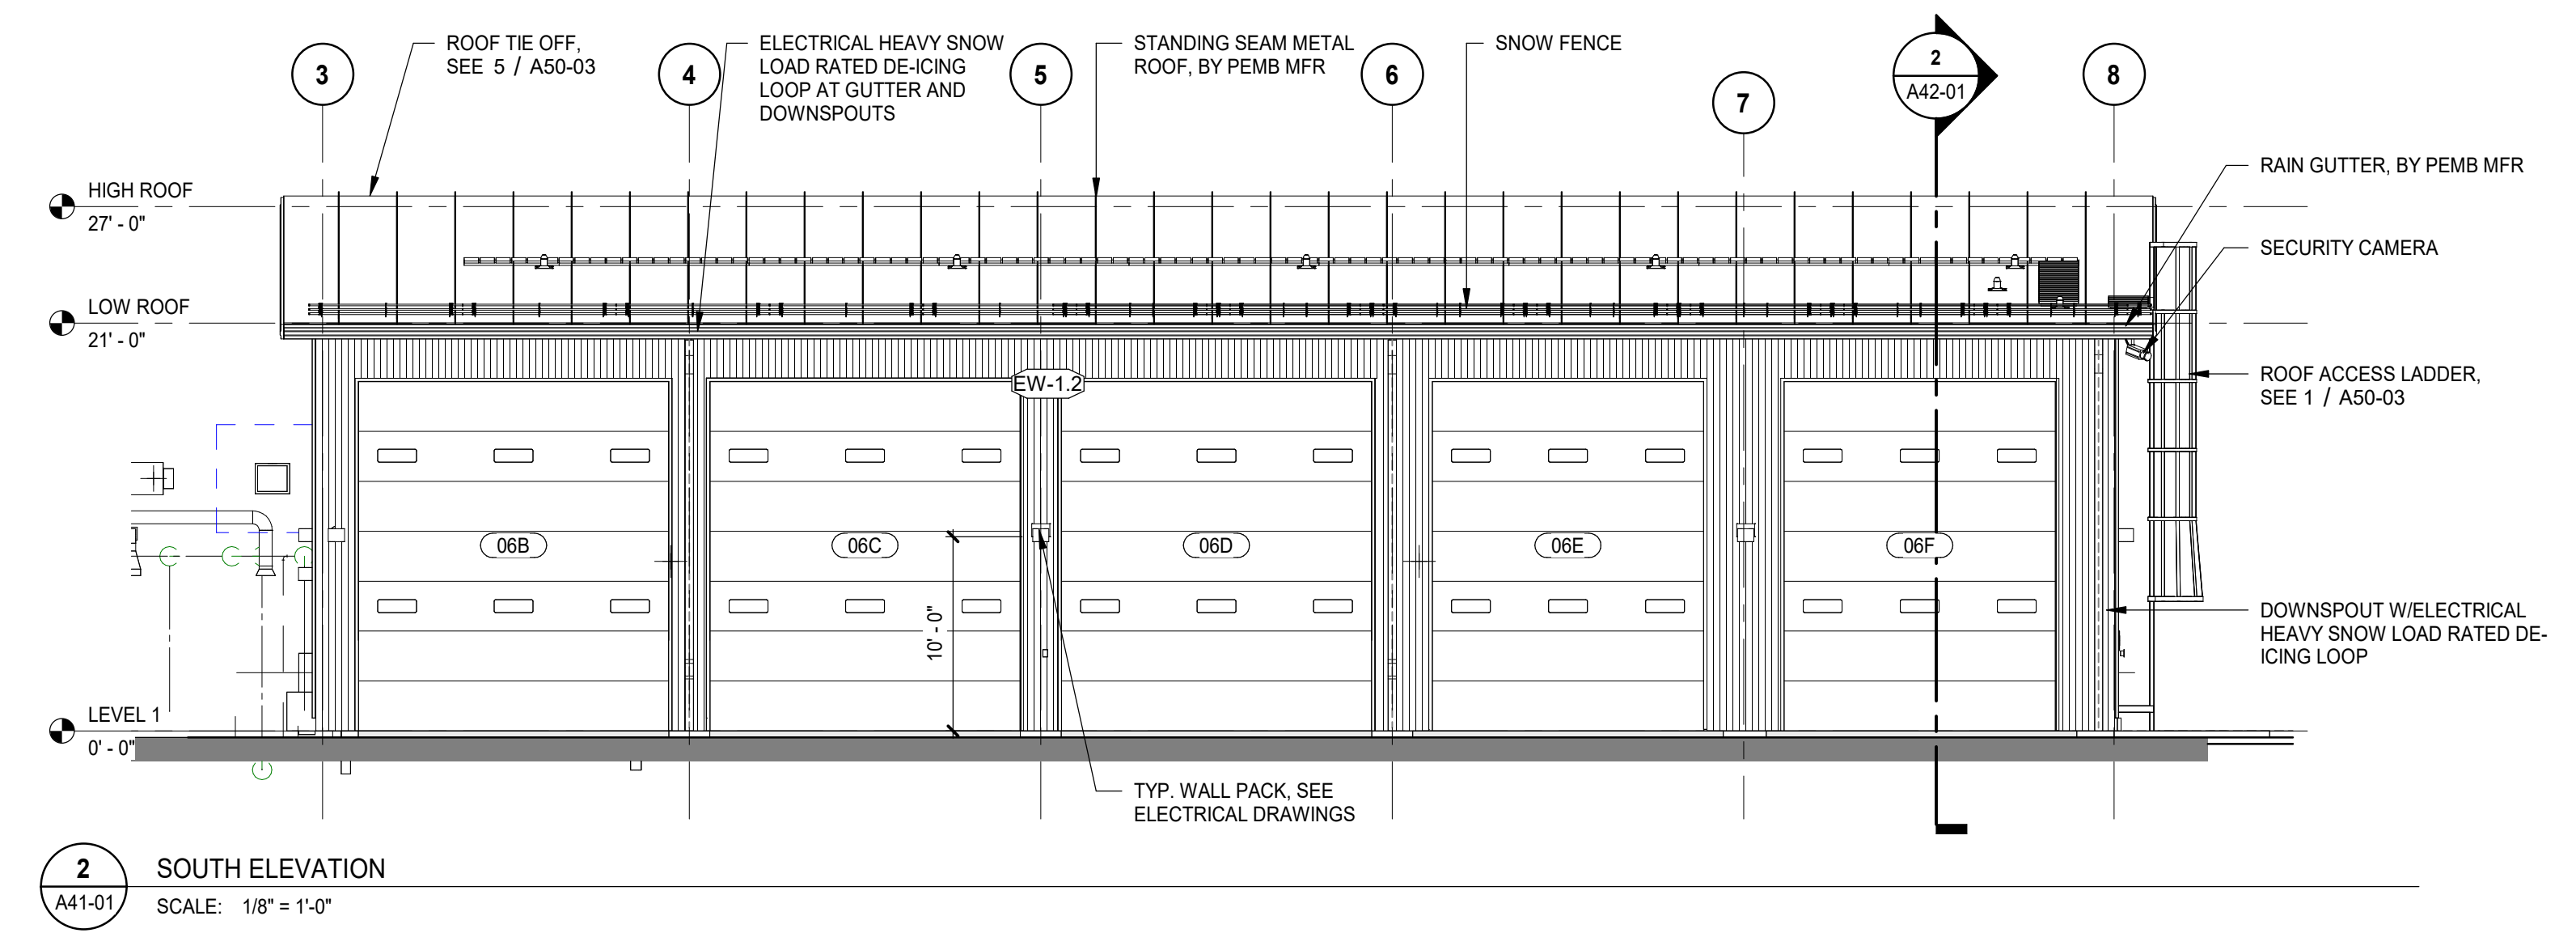 ROOF TIE OFF,
SEE 5 / A50-03
ELECTRICAL HEAVY SNOW
LOAD RATED DE-ICING
LOOP AT GUTTER AND
DOWNSPOUTS
STANDING SEAM METAL
ROOF, BY PEMB MFR
SNOW FENCE
3
4
5
6
7
2
A42-01
8
RAIN GUTTER, BY PEMB MFR
SECURITY CAMERA
HIGH ROOF
27' - 0"
LOW ROOF
21' - 0"
ROOF ACCESS LADDER,
SEE 1 / A50-03
EW-1.2
06B
06C
06D
06E
06F
10' - 0"
DOWNSPOUT W/ELECTRICAL
HEAVY SNOW LOAD RATED DE-
ICING LOOP
LEVEL 1
0' - 0"
TYP. WALL PACK, SEE
ELECTRICAL DRAWINGS
2
A41-01
SOUTH ELEVATION
SCALE: 1/8" = 1'-0"